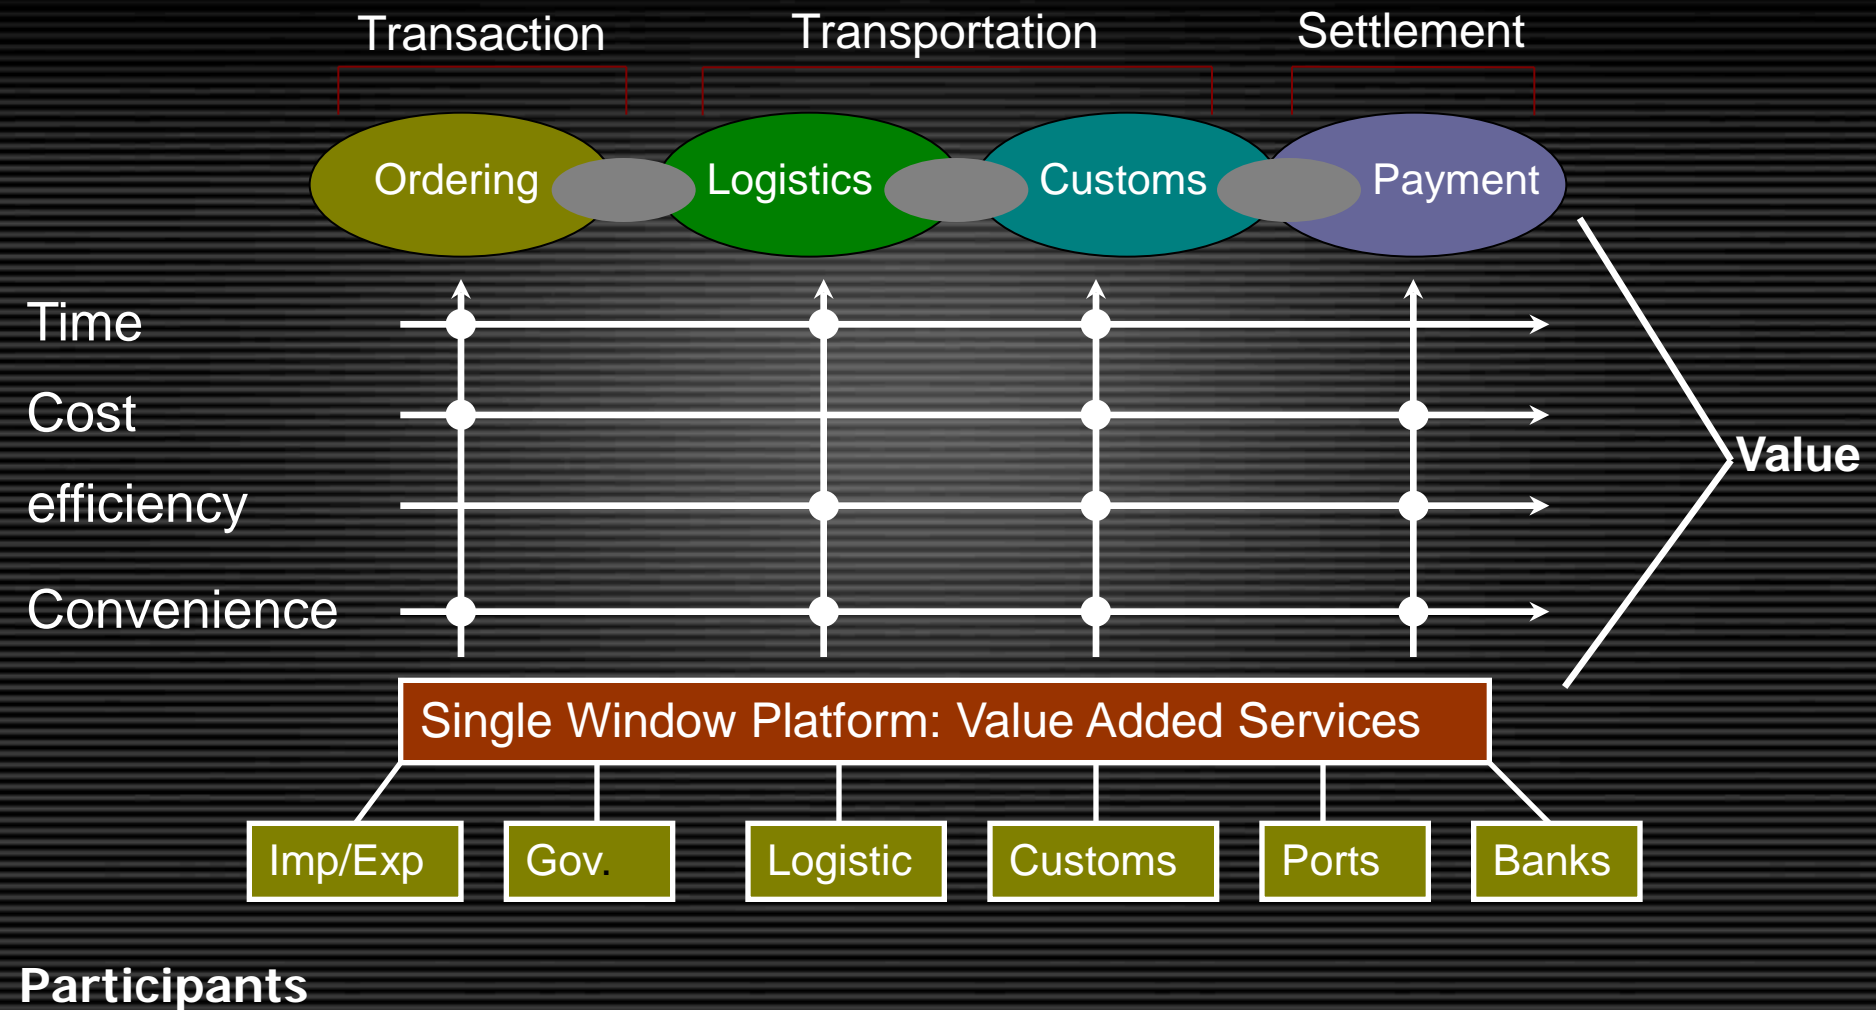 Transaction Transportation Settlement
Ordering Logistics Customs Payment
Time
Cost
Value
efficiency
Convenience
Single Window Platform: Value Added Services
Imp/Exp Gov. Logistic Customs Ports Banks
Participants